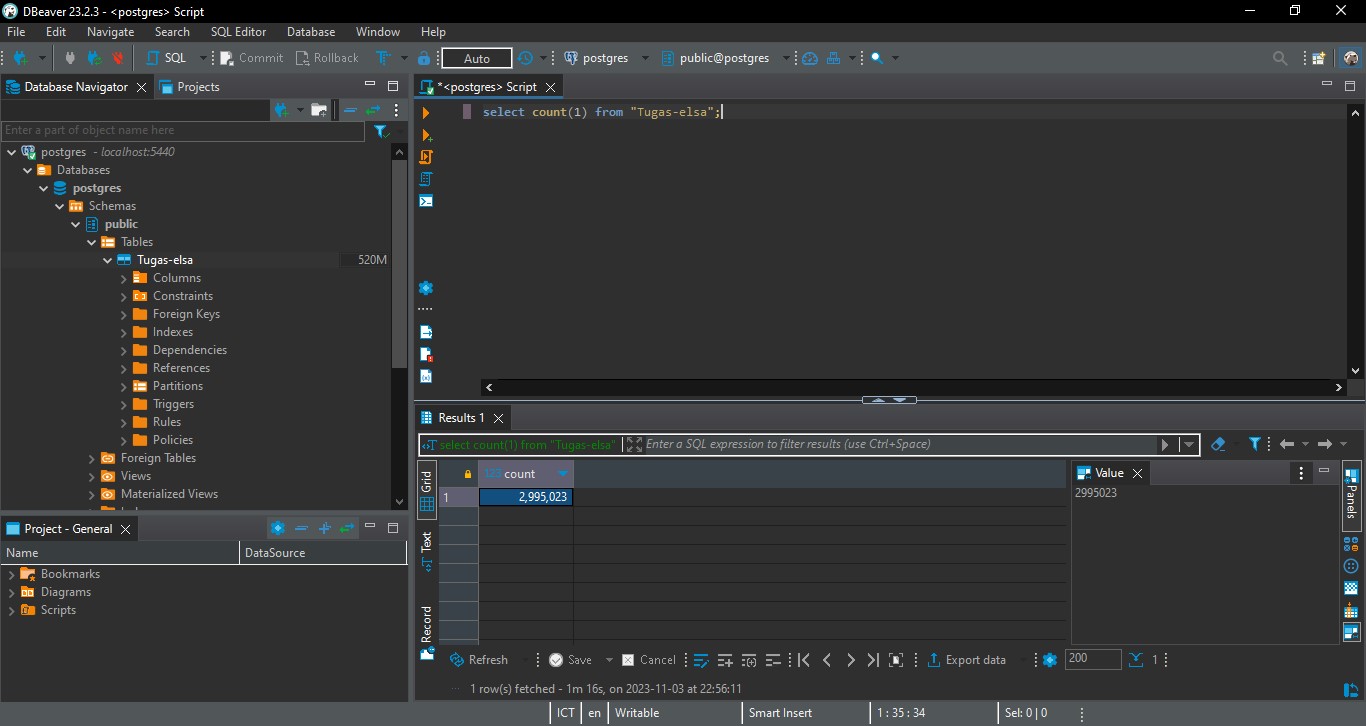 DBeaver 23.2.3 - <postgres> Script
File Edit Navigate Search SQL Editor Database Window Help
SQL Commit Rollback Auto postgres public@postgres
Database Navigator Projects
*<postgres> Script
Enter a part of object name here
select count(1) from "Tugas-elsa";
postgres - localhost:5440
Databases
postgres
Schemas
public
Tables
Tugas-elsa 520M
Columns
Constraints
Foreign Keys
Indexes
Dependencies
References
Partitions
Triggers
Rules
Policies
Foreign Tables
Views
Materialized Views
Project - General
Name DataSource
Bookmarks
Diagrams
Scripts
Results 1
select count(1) from "Tugas-elsa" Enter a SQL expression to filter results (use Ctrl+Space)
Grid
Text
Record
123 count
1 2,995,023
Value
2995023
Panels
Refresh Save Cancel Export data 200 1
1 row(s) fetched - 1m 16s, on 2023-11-03 at 22:56:11
ICT en Writable Smart Insert 1 : 35 : 34 Sel: 0 | 0